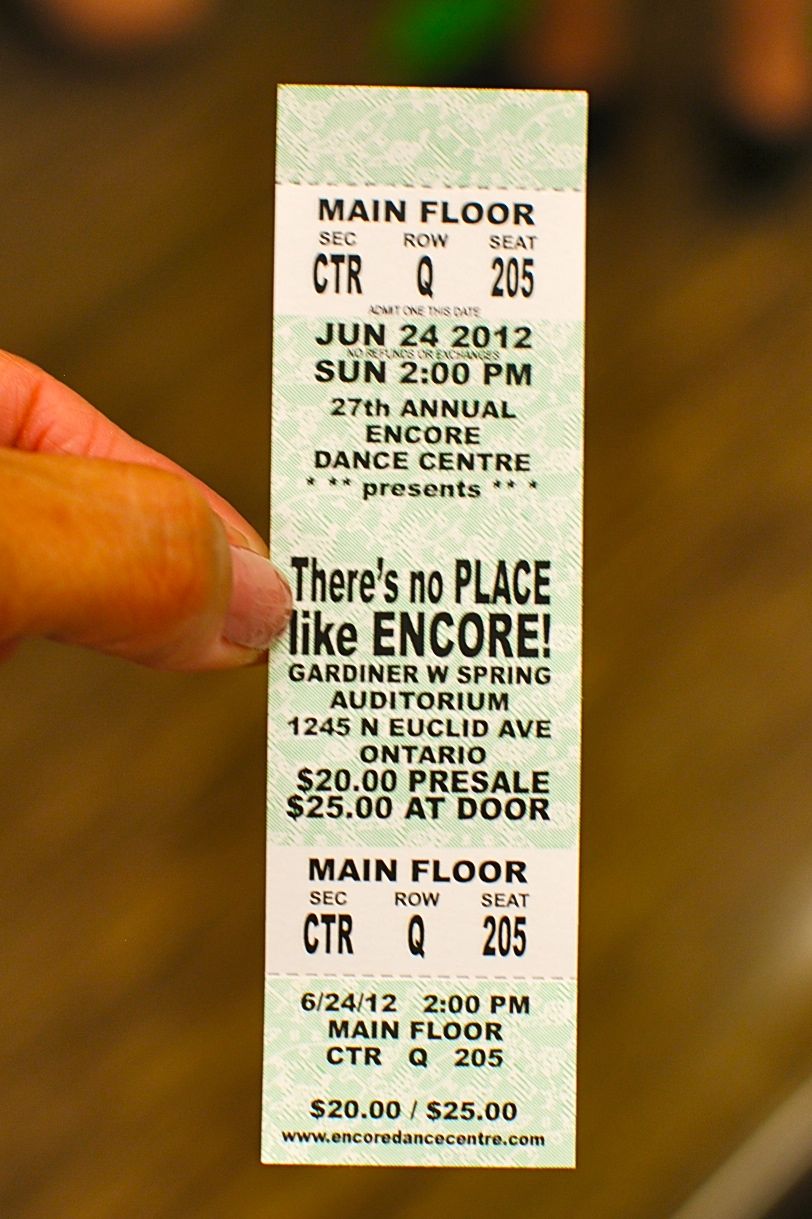 MAIN FLOOR
SEC ROW SEAT
CTR Q 205
ADMIT ONE THIS DATE
JUN 24 2012
NO REFUNDS OR EXCHANGES
SUN 2:00 PM
27th ANNUAL
ENCORE
DANCE CENTRE
* ** presents ** *
There's no PLACE
like ENCORE!
GARDINER W SPRING
AUDITORIUM
1245 N EUCLID AVE
ONTARIO
$20.00 PRESALE
$25.00 AT DOOR
MAIN FLOOR
SEC ROW SEAT
CTR Q 205
6/24/12 2:00 PM
MAIN FLOOR
CTR Q 205
$20.00 / $25.00
www.encoredancecentre.com